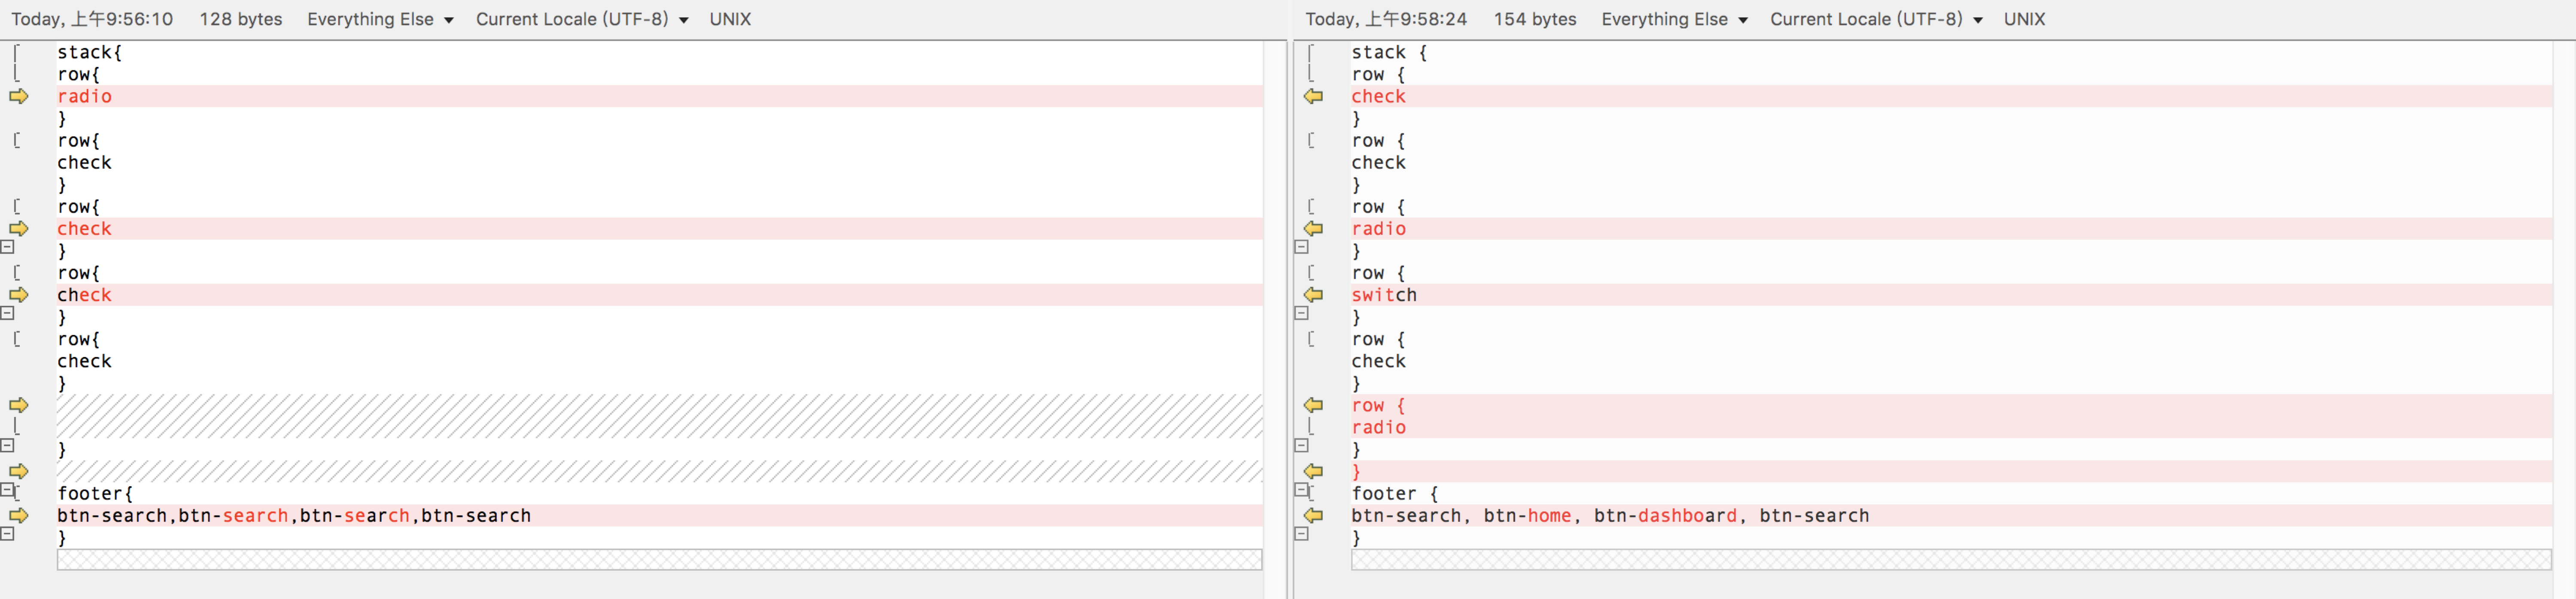 Today, 上午9:56:10 128 bytes Everything Else Current Locale (UTF-8) UNIX
stack{
row{
radio
}
row{
check
}
row{
check
}
row{
check
}
row{
check
}
}
footer{
btn-search,btn-search,btn-search,btn-search
}
Today, 上午9:58:24 154 bytes Everything Else Current Locale (UTF-8) UNIX
stack {
row {
check
}
row {
check
}
row {
radio
}
row {
switch
}
row {
check
}
row {
radio
}
}
footer {
btn-search, btn-home, btn-dashboard, btn-search
}